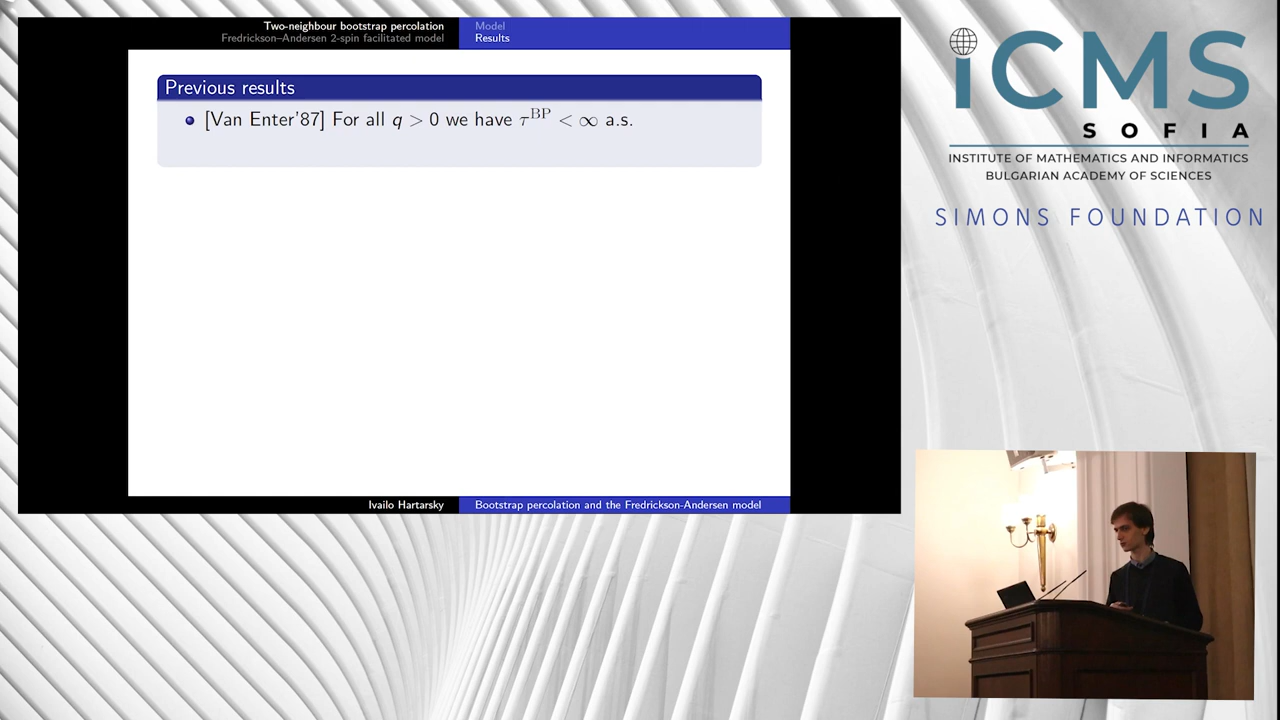 Two-neighbour bootstrap percolation
Fredrickson–Andersen 2-spin facilitated model
Model
Results
Previous results
[Van Enter'87] For all q > 0 we have τ^BP < ∞ a.s.
Ivailo Hartarsky
Bootstrap percolation and the Fredrickson-Andersen model
iCMS
SOFIA
INSTITUTE OF MATHEMATICS AND INFORMATICS
BULGARIAN ACADEMY OF SCIENCES
SIMONS FOUNDATION